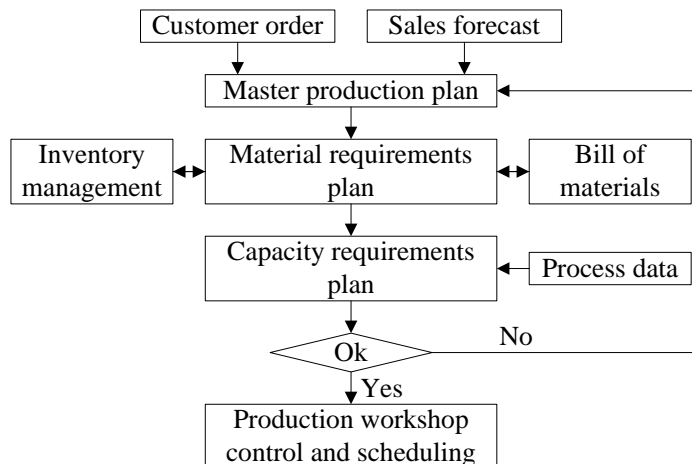 Customer order
Sales forecast
Master production plan
Inventory
management
Material requirements
plan
Bill of
materials
Capacity requirements
plan
Process data
Ok
No
Yes
Production workshop
control and scheduling